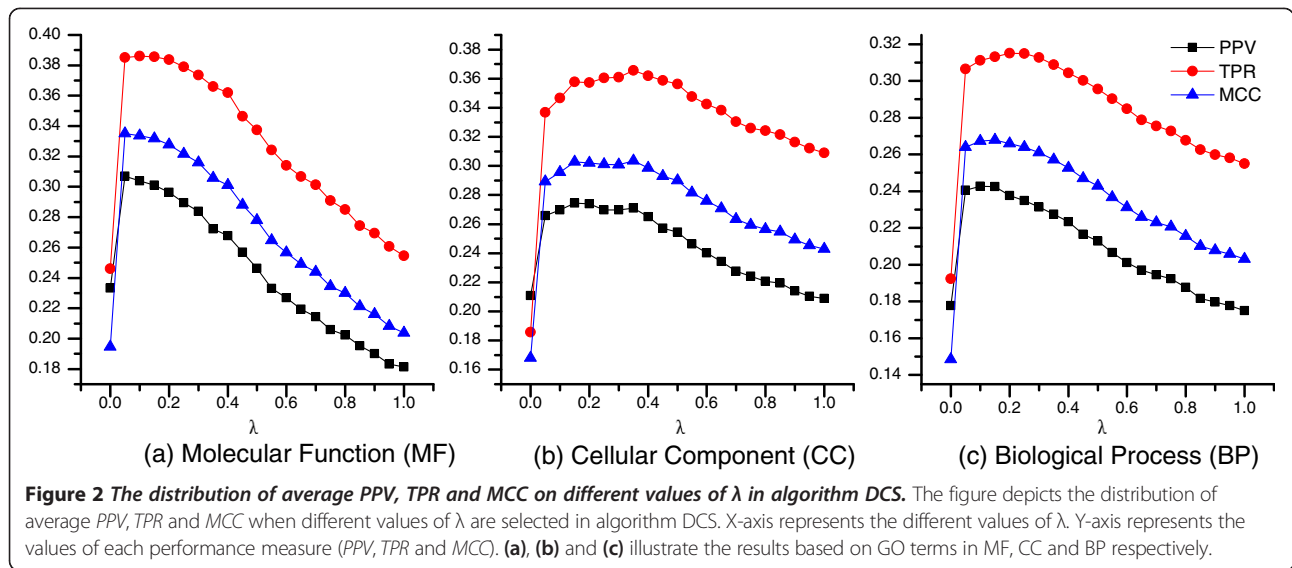 0.40
0.38
0.36
0.34
0.32
0.30
0.28
0.26
0.24
0.22
0.20
0.18
0.0 0.2 0.4 0.6 0.8 1.0
λ
(a) Molecular Function (MF)
0.38
0.36
0.34
0.32
0.30
0.28
0.26
0.24
0.22
0.20
0.18
0.16
0.0 0.2 0.4 0.6 0.8 1.0
λ
(b) Cellular Component (CC)
0.32
0.30
0.28
0.26
0.24
0.22
0.20
0.18
0.16
0.14
0.0 0.2 0.4 0.6 0.8 1.0
λ
(c) Biological Process (BP)
PPV
TPR
MCC
Figure 2 The distribution of average PPV, TPR and MCC on different values of λ in algorithm DCS. The figure depicts the distribution of
average PPV, TPR and MCC when different values of λ are selected in algorithm DCS. X-axis represents the different values of λ. Y-axis represents the
values of each performance measure (PPV, TPR and MCC). (a), (b) and (c) illustrate the results based on GO terms in MF, CC and BP respectively.